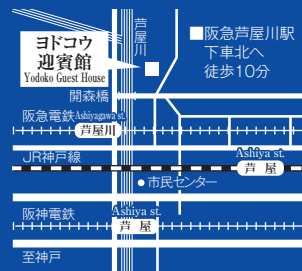 ヨドコウ
迎賓館
Yodoko Guest House
芦屋川
■阪急芦屋川駅
下車北へ
徒歩10分
開森橋
阪急電鉄
Ashiyagawa st.
芦屋川
JR神戸線
Ashiya st.
芦屋
●市民センター
阪神電鉄
Ashiya st.
芦屋
至神戸